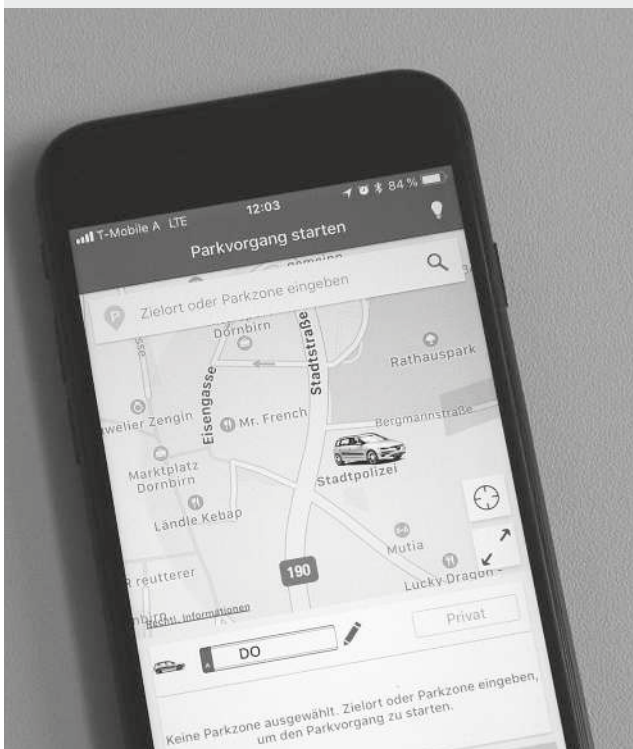 T-Mobile A LTE 12:03 84 %
Parkvorgang starten
Zielort oder Parkzone eingeben
Dornbirn
Stadtstraße
Rathauspark
Eisengasse
Zengin
Mr. French
Bergmannstraße
Marktplatz
Dornbirn
Stadtpolizei
Ländle Kebap
Mutia
190
reutterer
Lucky Dragon
Rechtl. Informationen
DO
Privat
Keine Parkzone ausgewählt. Zielort oder Parkzone eingeben,
um den Parkvorgang zu starten.